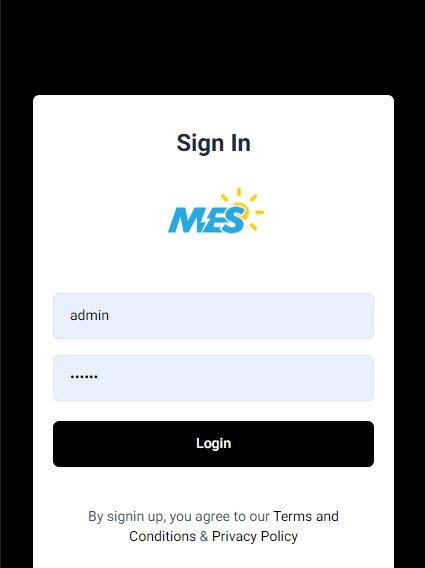 Sign In
MES
admin
••••••
Login
By signin up, you agree to our Terms and
Conditions & Privacy Policy